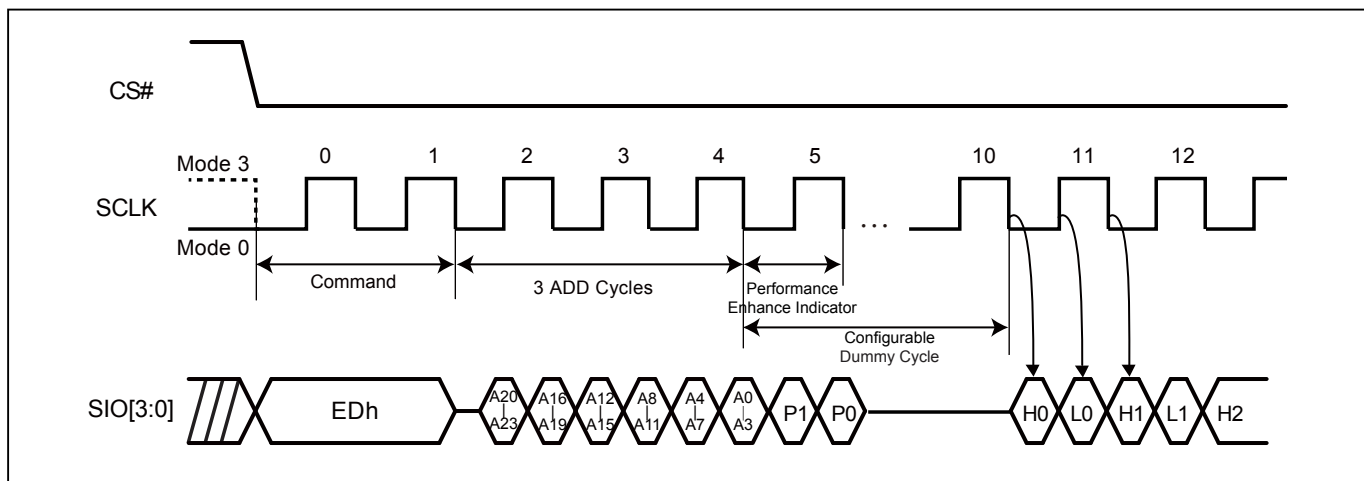 CS#
Mode 3 0 1 2 3 4 5 10 11 12
SCLK
...
Mode 0
Command
3 ADD Cycles
Performance
Enhance Indicator
Configurable
Dummy Cycle
SIO[3:0]
EDh
A20
A23
A16
A19
A12
A15
A8
A11
A4
A7
A0
A3
P1
P0
H0
L0
H1
L1
H2